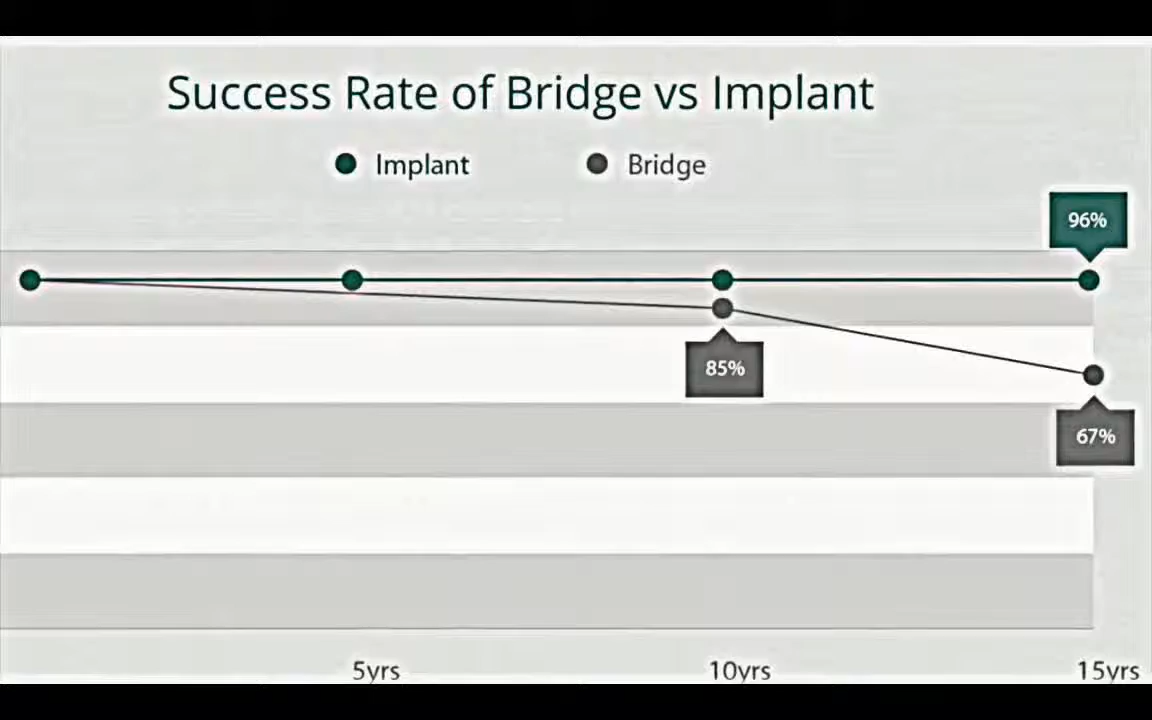 Success Rate of Bridge vs Implant
Implant Bridge
96%
85%
67%
5yrs 10yrs 15yrs